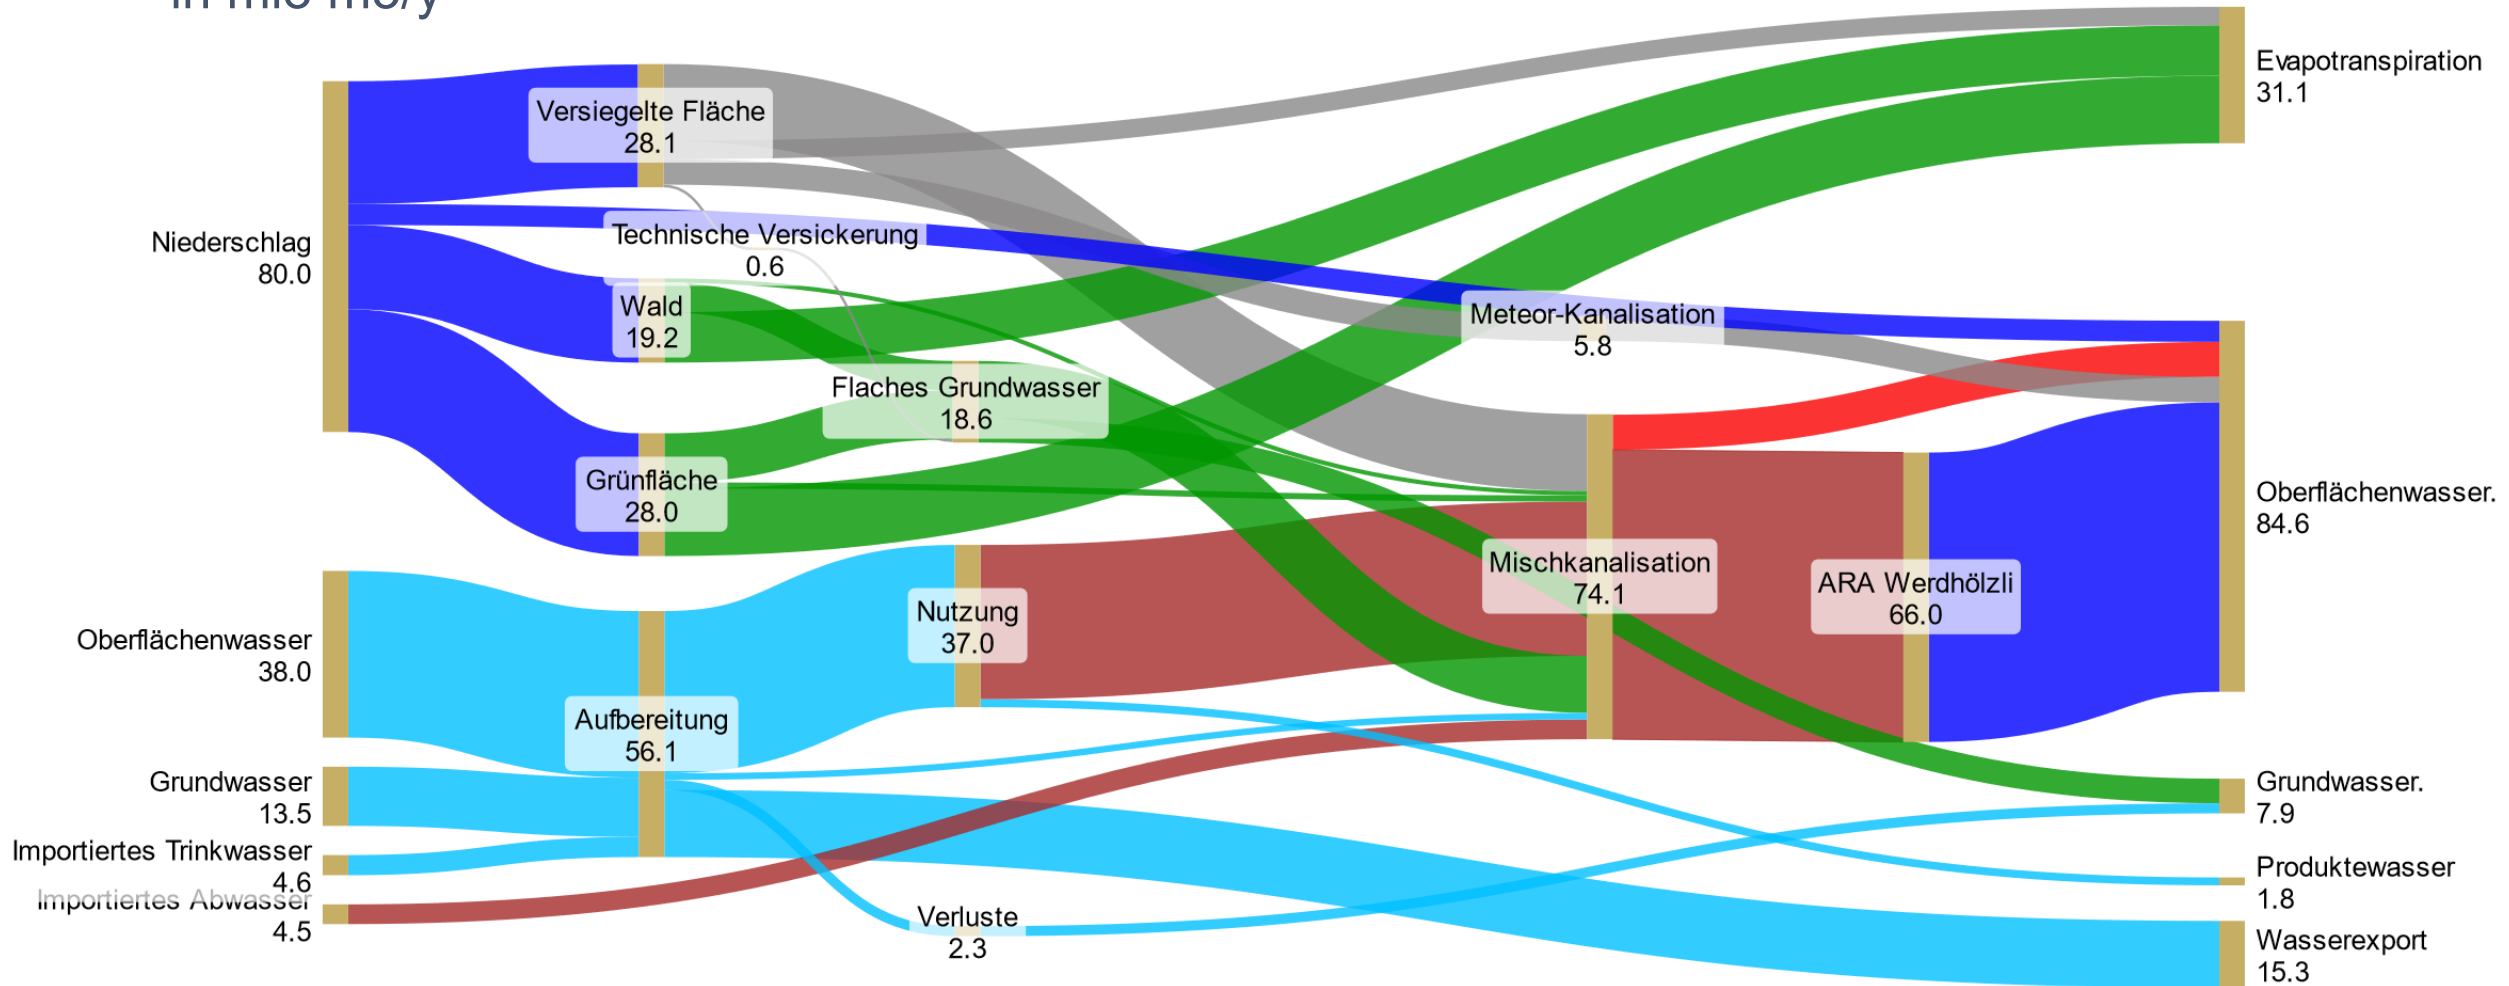 in mio m3/y
Versiegelte Fläche
28.1
Evapotranspiration
31.1
Niederschlag
80.0
Technische Versickerung
0.6
Wald
19.2
Meteor-Kanalisation
5.8
Flaches Grundwasser
18.6
Grünfläche
28.0
Oberflächenwasser.
84.6
Mischkanalisation
74.1
ARA Werdhölzli
66.0
Nutzung
37.0
Oberflächenwasser
38.0
Aufbereitung
56.1
Grundwasser
13.5
Grundwasser.
7.9
Importiertes Trinkwasser
4.6
Produktewasser
1.8
Importiertes Abwasser
4.5
Verluste
2.3
Wasserexport
15.3